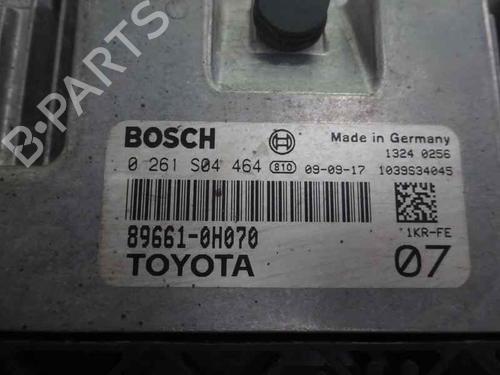 B-PARTS
BOSCH Made in Germany
1324 0256
0 261 S04 464 810 09-09-17 1039S34045
89661-0H070 1KR-FE
TOYOTA 07